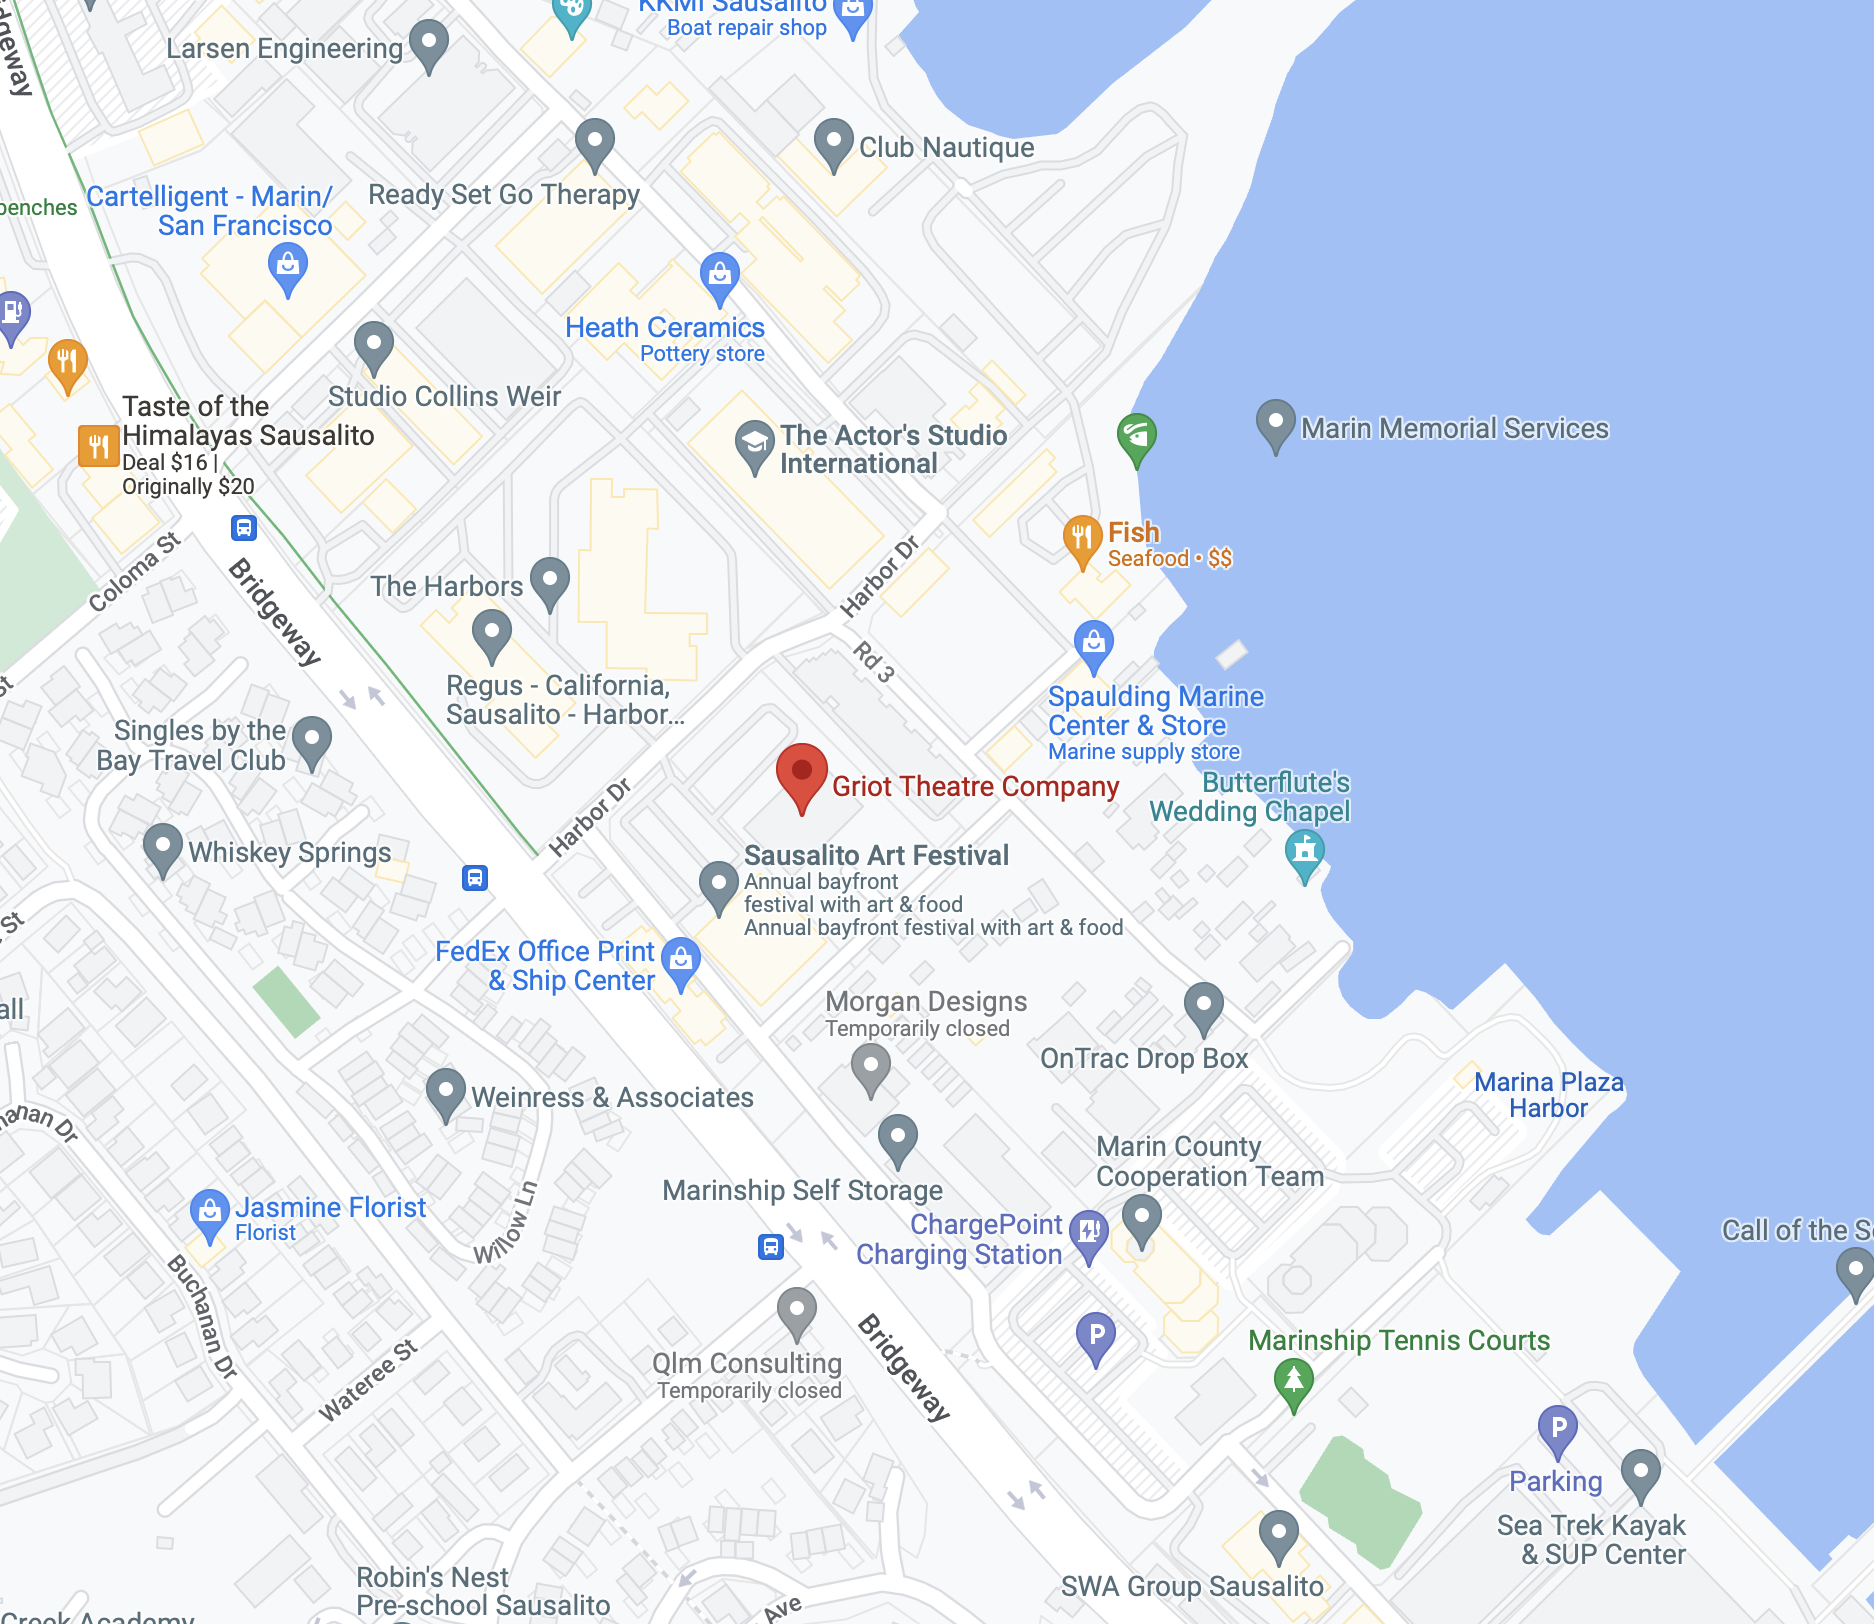 KKMI Sausalito
Boat repair shop
Larsen Engineering
Bridgeway
Club Nautique
Ready Set Go Therapy
benches
Cartelligent - Marin/
San Francisco
Heath Ceramics
Pottery store
Studio Collins Weir
Taste of the
Himalayas Sausalito
Deal $16 |
Originally $20
The Actor's Studio
International
Marin Memorial Services
Fish
Seafood • $$
Coloma St
Bridgeway
The Harbors
Harbor Dr
Rd 3
Regus - California,
Sausalito - Harbor...
Spaulding Marine
Center & Store
Marine supply store
St
Singles by the
Bay Travel Club
Griot Theatre Company
Butterflute's
Wedding Chapel
Harbor Dr
Whiskey Springs
Sausalito Art Festival
Annual bayfront
festival with art & food
Annual bayfront festival with art & food
St
FedEx Office Print
& Ship Center
all
Morgan Designs
Temporarily closed
OnTrac Drop Box
Marina Plaza
Harbor
Weinress & Associates
anan Dr
Marin County
Cooperation Team
Marinship Self Storage
Jasmine Florist
Florist
Willow Ln
ChargePoint
Charging Station
Call of the Se
Buchanan Dr
P
Bridgeway
Marinship Tennis Courts
Qlm Consulting
Temporarily closed
Wateree St
P
Parking
Sea Trek Kayak
& SUP Center
Robin's Nest
Pre-school Sausalito
SWA Group Sausalito
Ave
Creek Academy